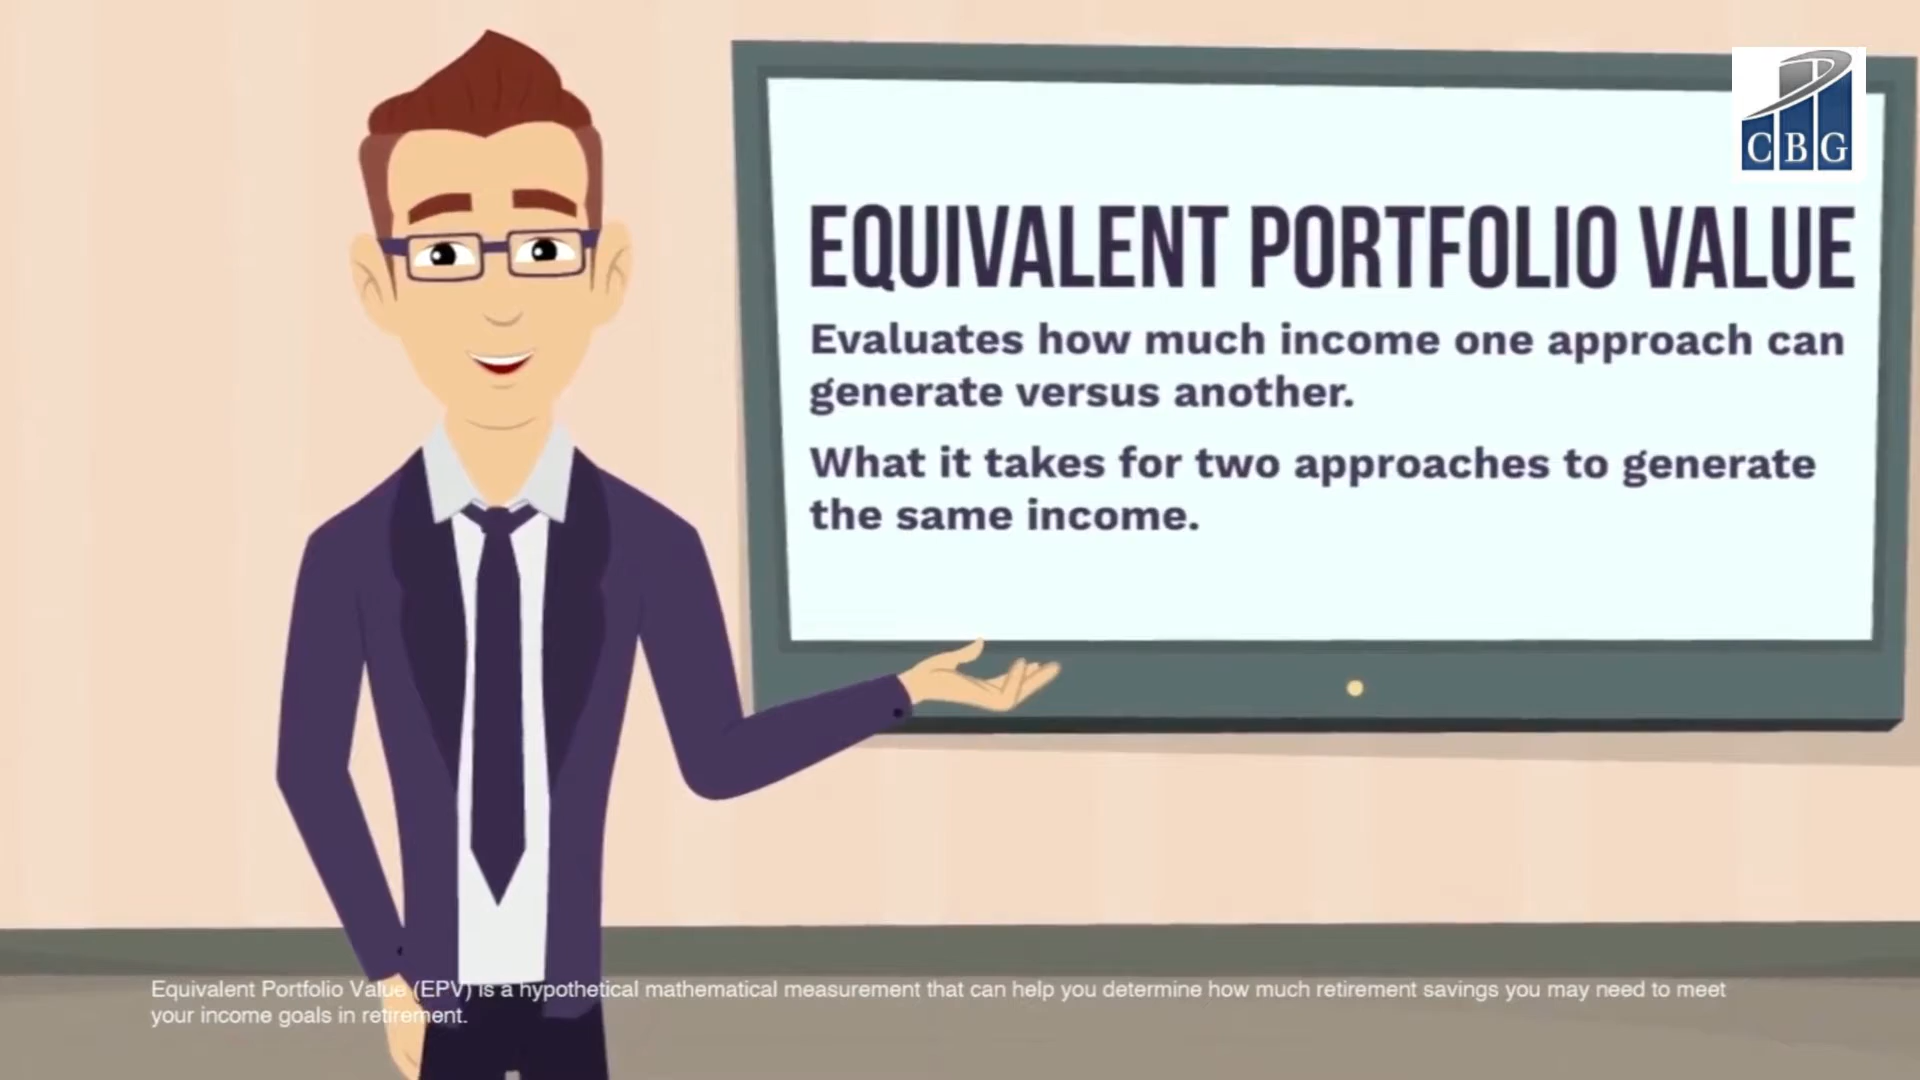 CBG
EQUIVALENT PORTFOLIO VALUE
Evaluates how much income one approach can
generate versus another.
What it takes for two approaches to generate
the same income.
Equivalent Portfolio Value (EPV) is a hypothetical mathematical measurement that can help you determine how much retirement savings you may need to meet
your income goals in retirement.